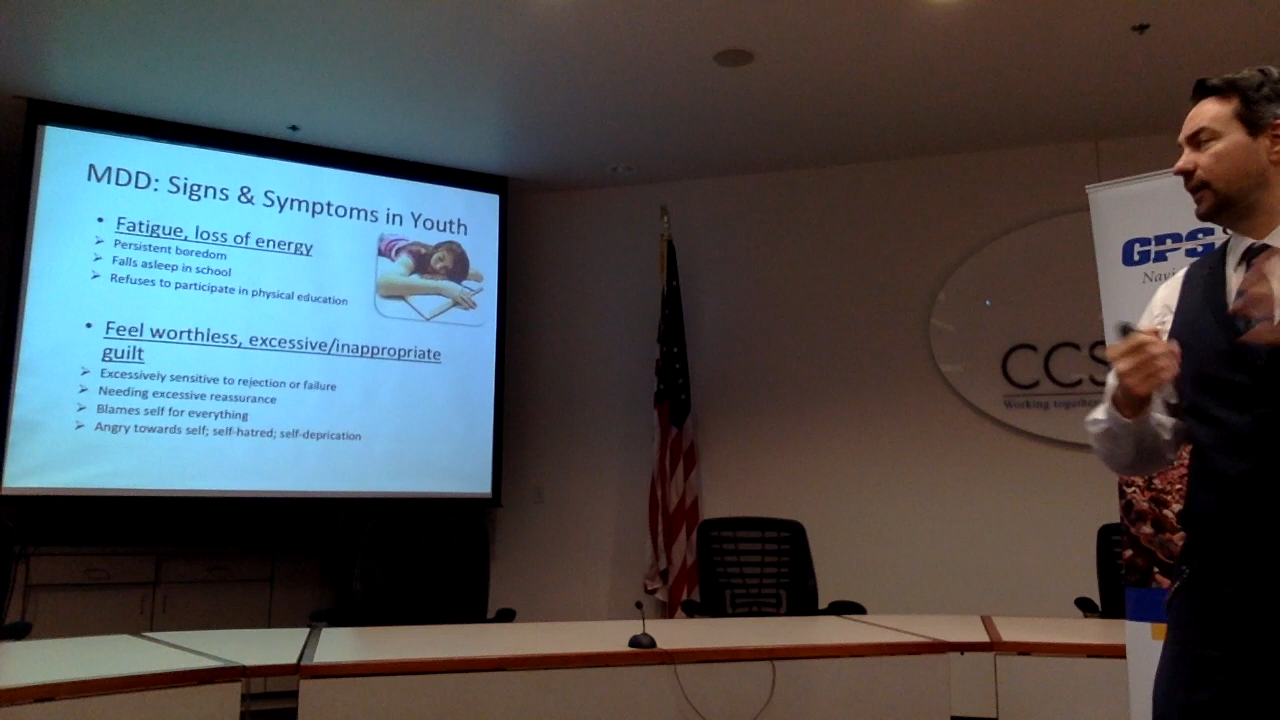 MDD: Signs & Symptoms in Youth
• Fatigue, loss of energy
➢ Persistent boredom
➢ Falls asleep in school
➢ Refuses to participate in physical education
• Feel worthless, excessive/inappropriate
guilt
➢ Excessively sensitive to rejection or failure
➢ Needing excessive reassurance
➢ Blames self for everything
➢ Angry towards self; self-hatred; self-deprication
CCS
Working together
GPS